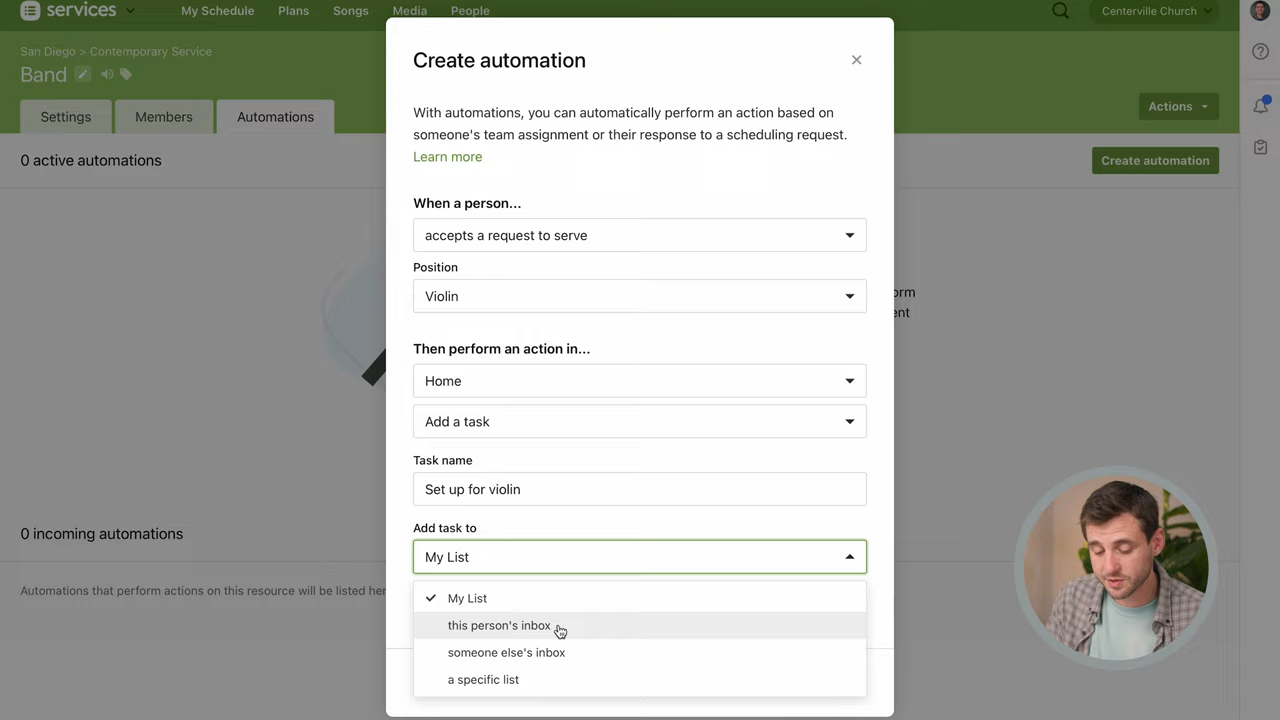 services
My Schedule
Plans
Songs
Media
People
Centerville Church
San Diego > Contemporary Service
Band
Settings
Members
Automations
Actions
0 active automations
Create automation
0 incoming automations
Automations that perform actions on this resource will be listed her
Create automation
×
With automations, you can automatically perform an action based on
someone's team assignment or their response to a scheduling request.
Learn more
When a person...
accepts a request to serve
Position
Violin
Then perform an action in...
Home
Add a task
Task name
Set up for violin
Add task to
My List
My List
this person's inbox
someone else's inbox
a specific list
orm
ent